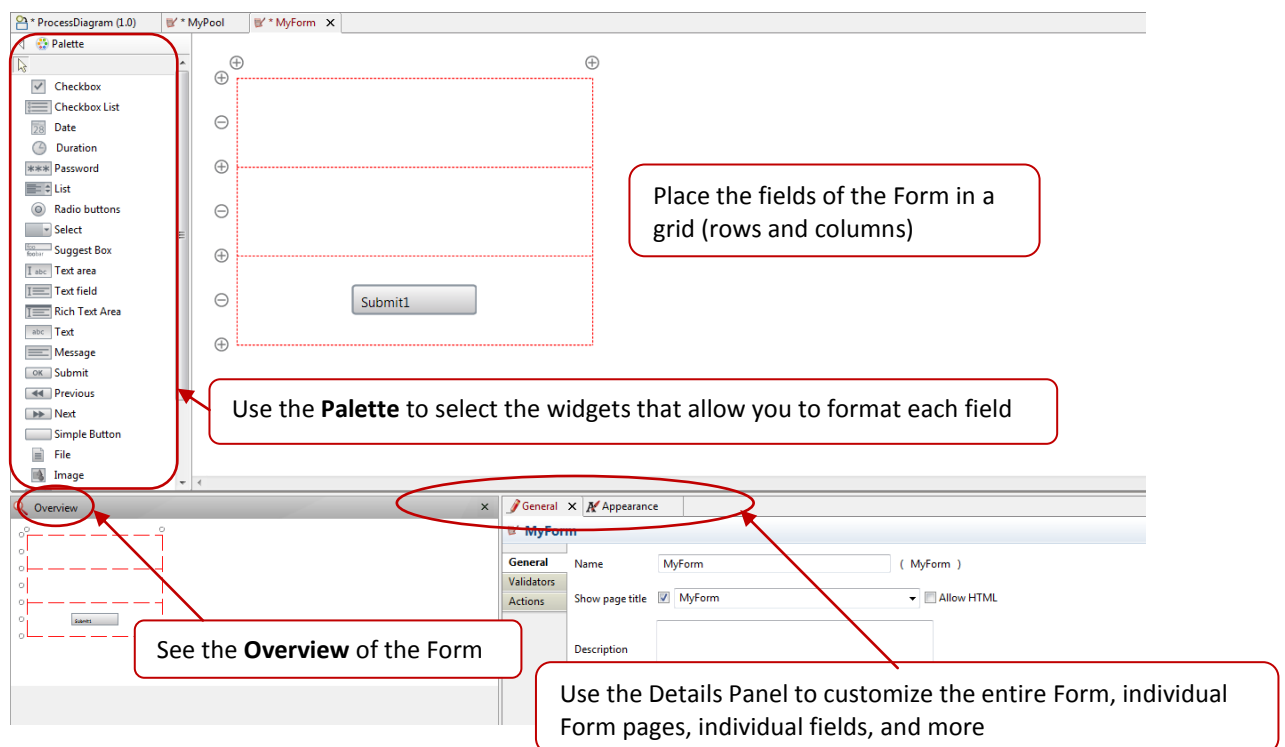 * ProcessDiagram (1.0)
* MyPool
* MyForm
Palette
Checkbox
Checkbox List
28 Date
Duration
*** Password
List
Radio buttons
Select
Suggest Box
I abc Text area
Text field
Rich Text Area
abc Text
Message
OK Submit
Previous
Next
Simple Button
File
Image
Submit1
Place the fields of the Form in a
grid (rows and columns)
Use the Palette to select the widgets that allow you to format each field
Overview
Submit1
See the Overview of the Form
General
Appearance
MyForm
General
Validators
Actions
Name MyForm ( MyForm )
Show page title MyForm Allow HTML
Description
Use the Details Panel to customize the entire Form, individual
Form pages, individual fields, and more